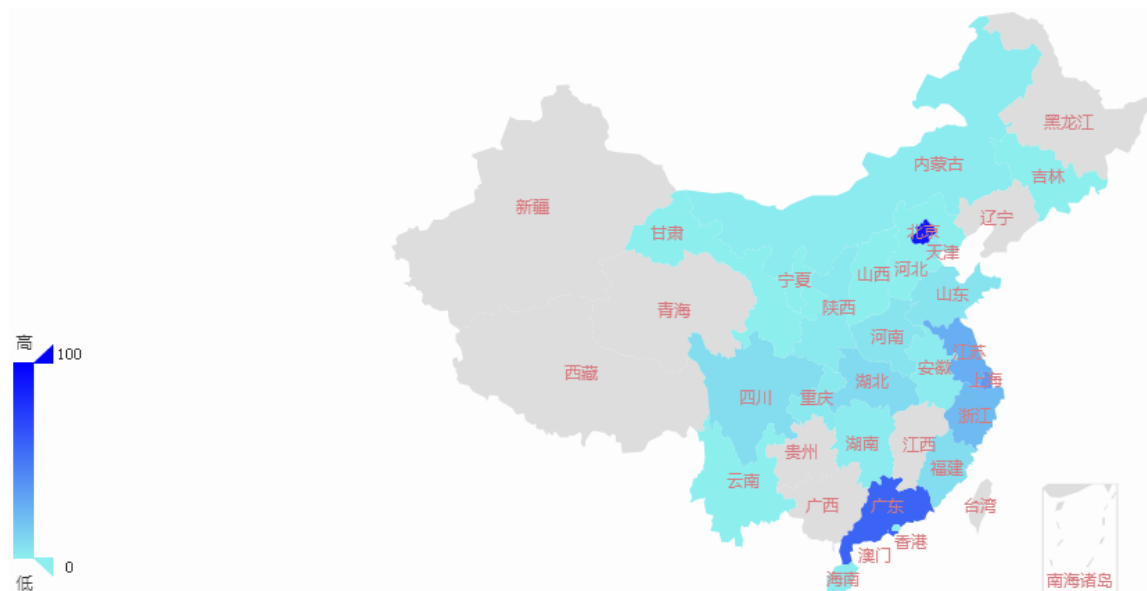 黑龙江
内蒙古
吉林
新疆
辽宁
北京
甘肃
天津
河北
山西
宁夏
山东
陕西
青海
河南
江苏
高
100
安徽
西藏
上海
湖北
四川
重庆
浙江
江西
湖南
贵州
福建
云南
广西
广东
台湾
香港
澳门
0
低
海南
南海诸岛